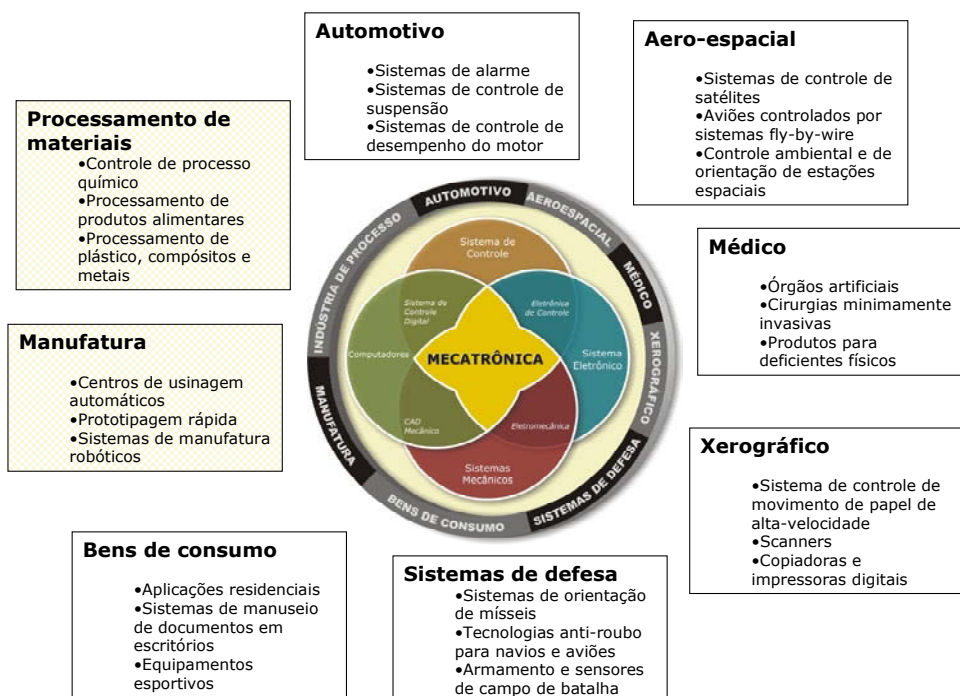 Automotivo
•Sistemas de alarme
•Sistemas de controle de
suspensão
•Sistemas de controle de
desempenho do motor
Aero-espacial
•Sistemas de controle de
satélites
•Aviões controlados por
sistemas fly-by-wire
•Controle ambiental e de
orientação de estações
espaciais
Processamento de
materiais
•Controle de processo
químico
•Processamento de
produtos alimentares
•Processamento de
plástico, compósitos e
metais
Médico
•Órgãos artificiais
•Cirurgias minimamente
invasivas
•Produtos para
deficientes físicos
Manufatura
•Centros de usinagem
automáticos
•Prototipagem rápida
•Sistemas de manufatura
robóticos
Xerográfico
•Sistema de controle de
movimento de papel de
alta-velocidade
•Scanners
•Copiadoras e
impressoras digitais
Bens de consumo
•Aplicações residenciais
•Sistemas de manuseio
de documentos em
escritórios
•Equipamentos
esportivos
Sistemas de defesa
•Sistemas de orientação
de mísseis
•Tecnologias anti-roubo
para navios e aviões
•Armamento e sensores
de campo de batalha
AUTOMOTIVO
AEROESPACIAL
MÉDICO
XEROGRÁFICO
SISTEMAS DE DEFESA
BENS DE CONSUMO
MANUFATURA
INDÚSTRIA DE PROCESSO
Sistema de
Controle
Sistema de
Controle
Digital
Eletrônica
de Controle
Computadores
MECATRÔNICA
Sistema
Eletrônico
CAD
Mecânico
Eletromecânica
Sistemas
Mecânicos